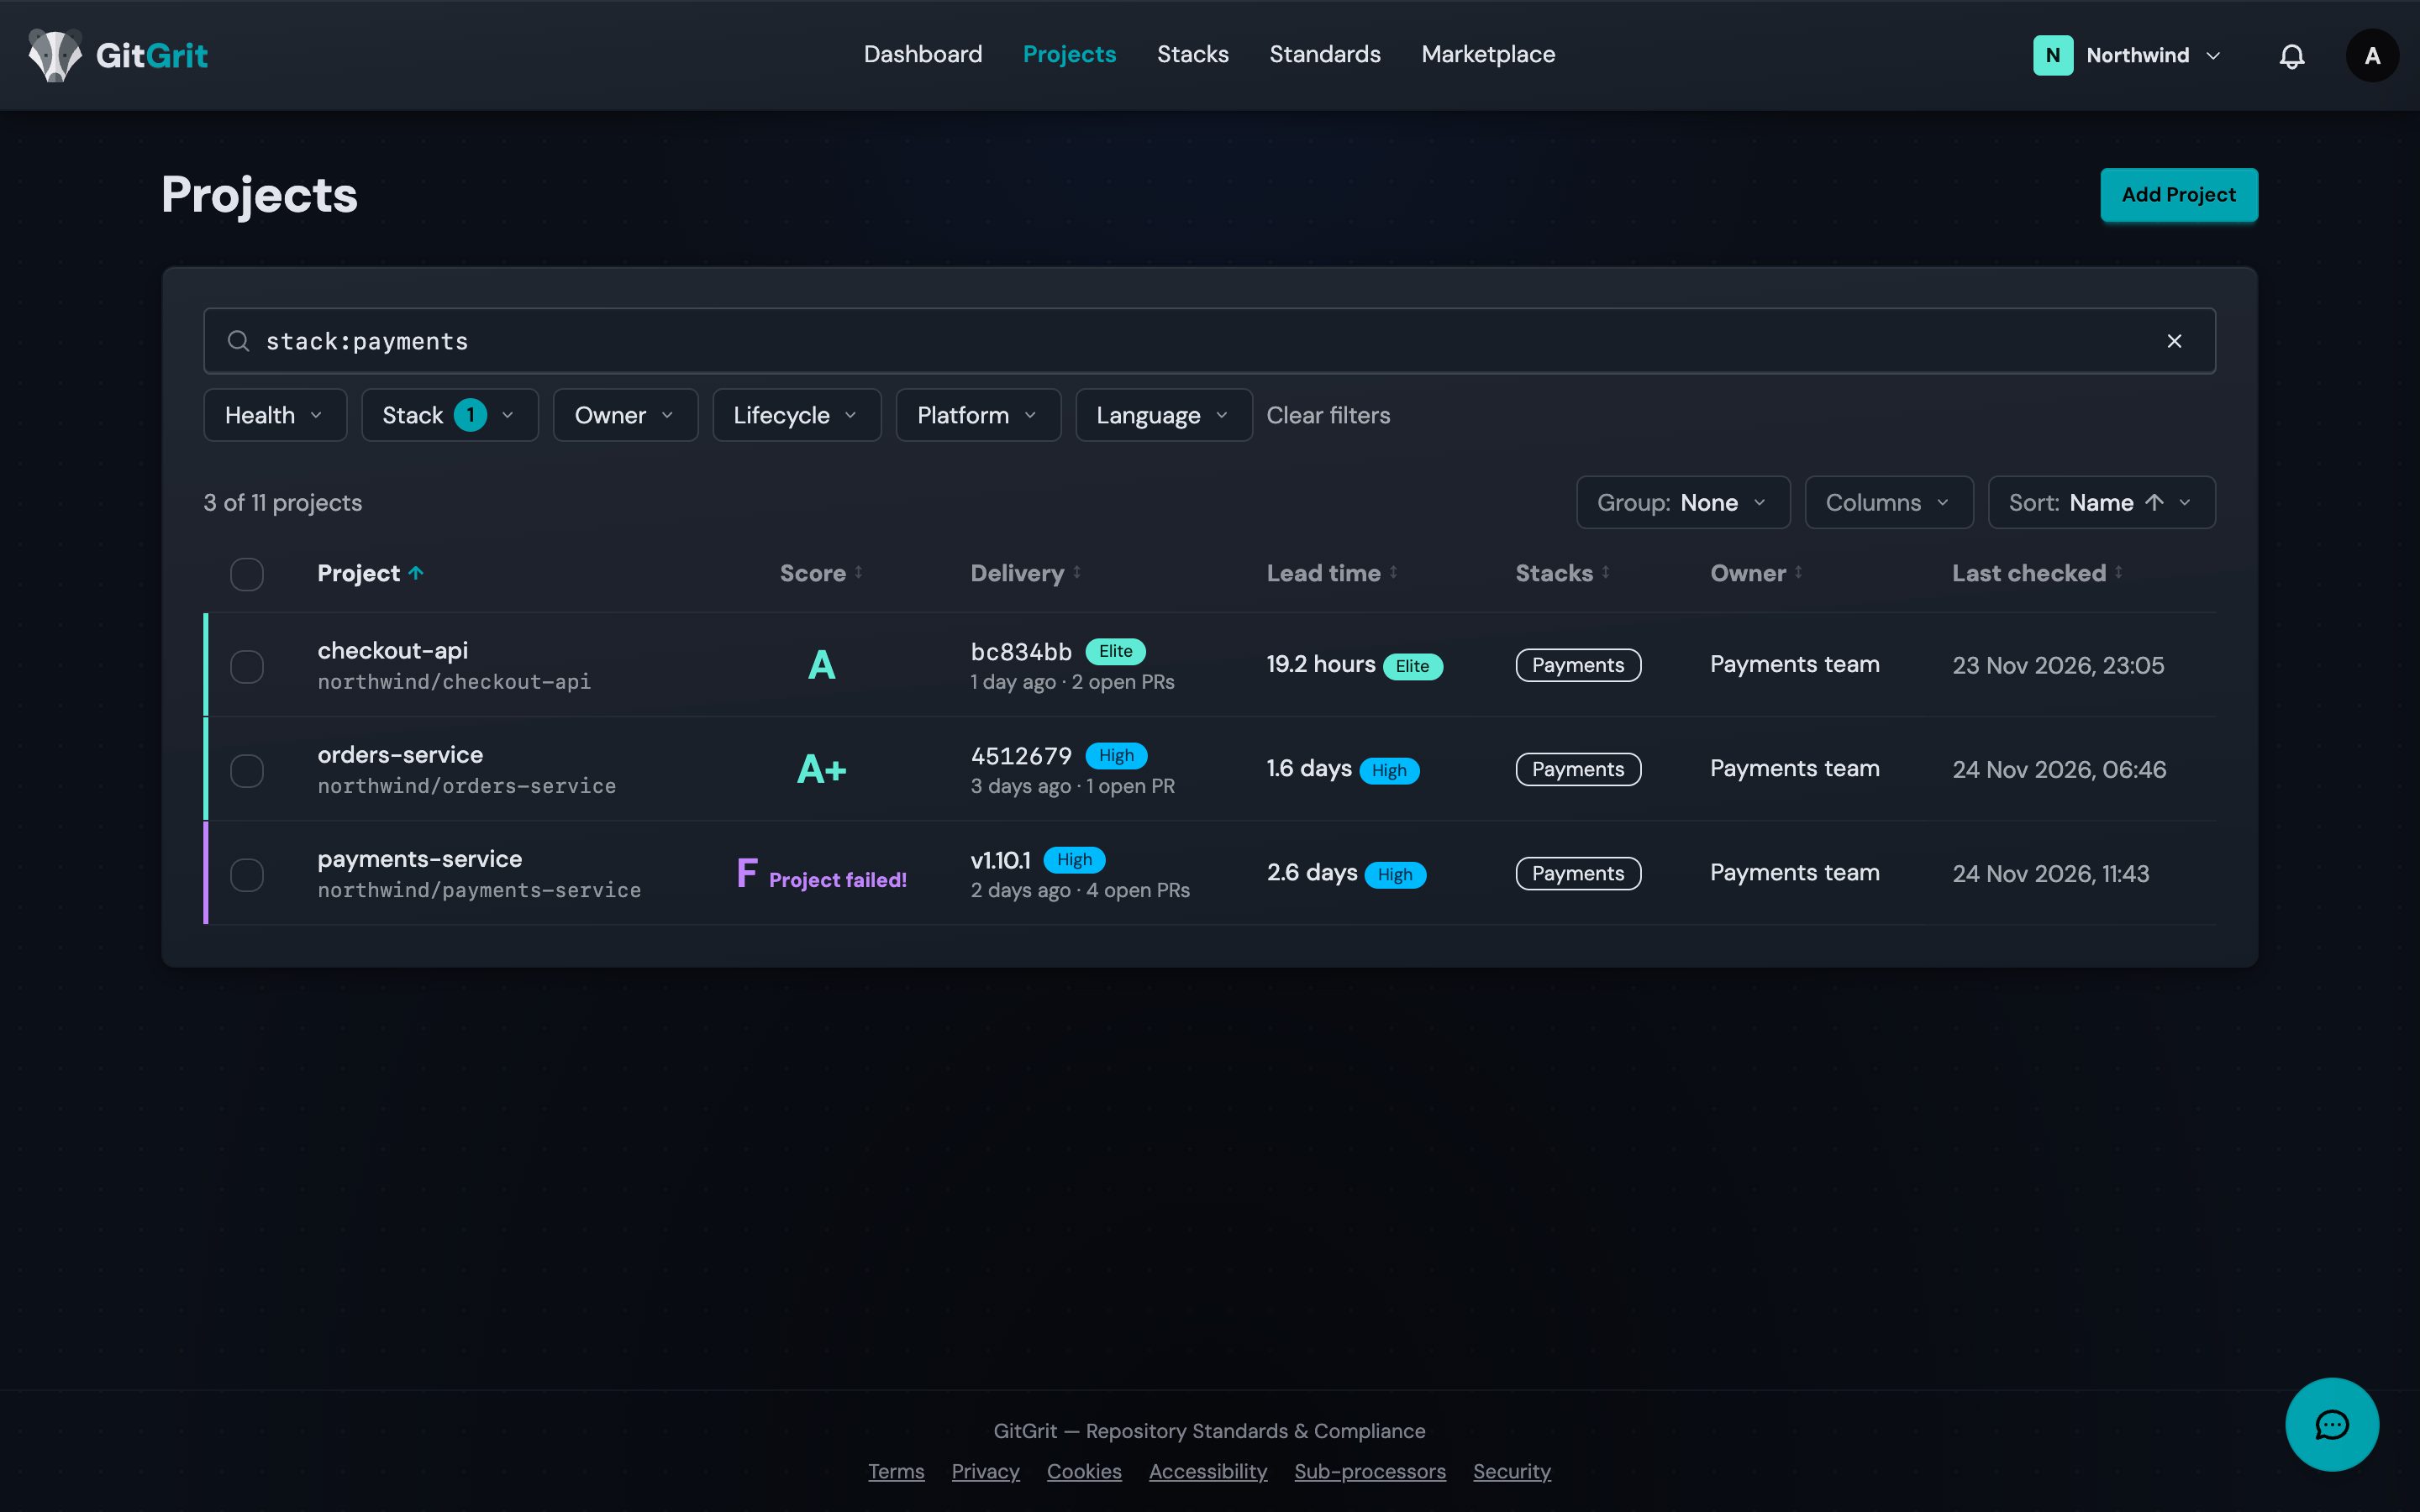 GitGrit
Dashboard Projects Stacks Standards Marketplace
N Northwind
A
Projects
Add Project
stack:payments
Health Stack 1 Owner Lifecycle Platform Language Clear filters
3 of 11 projects
Group: None Columns Sort: Name ↑
Project ↑ Score Delivery Lead time Stacks Owner Last checked
checkout-api
northwind/checkout-api
A
bc834bb Elite
1 day ago · 2 open PRs
19.2 hours Elite
Payments
Payments team
23 Nov 2026, 23:05
orders-service
northwind/orders-service
A+
4512679 High
3 days ago · 1 open PR
1.6 days High
Payments
Payments team
24 Nov 2026, 06:46
payments-service
northwind/payments-service
F Project failed!
v1.10.1 High
2 days ago · 4 open PRs
2.6 days High
Payments
Payments team
24 Nov 2026, 11:43
GitGrit — Repository Standards & Compliance
Terms Privacy Cookies Accessibility Sub-processors Security